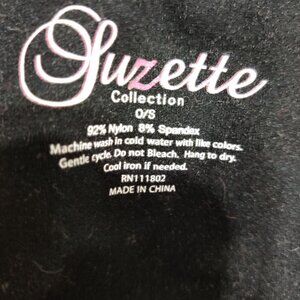 Suzette
Collection
O/S
92% Nylon 8% Spandex
Machine wash in cold water with like colors.
Gentle cycle. Do not Bleach. Hang to dry.
Cool iron if needed.
RN111802
MADE IN CHINA